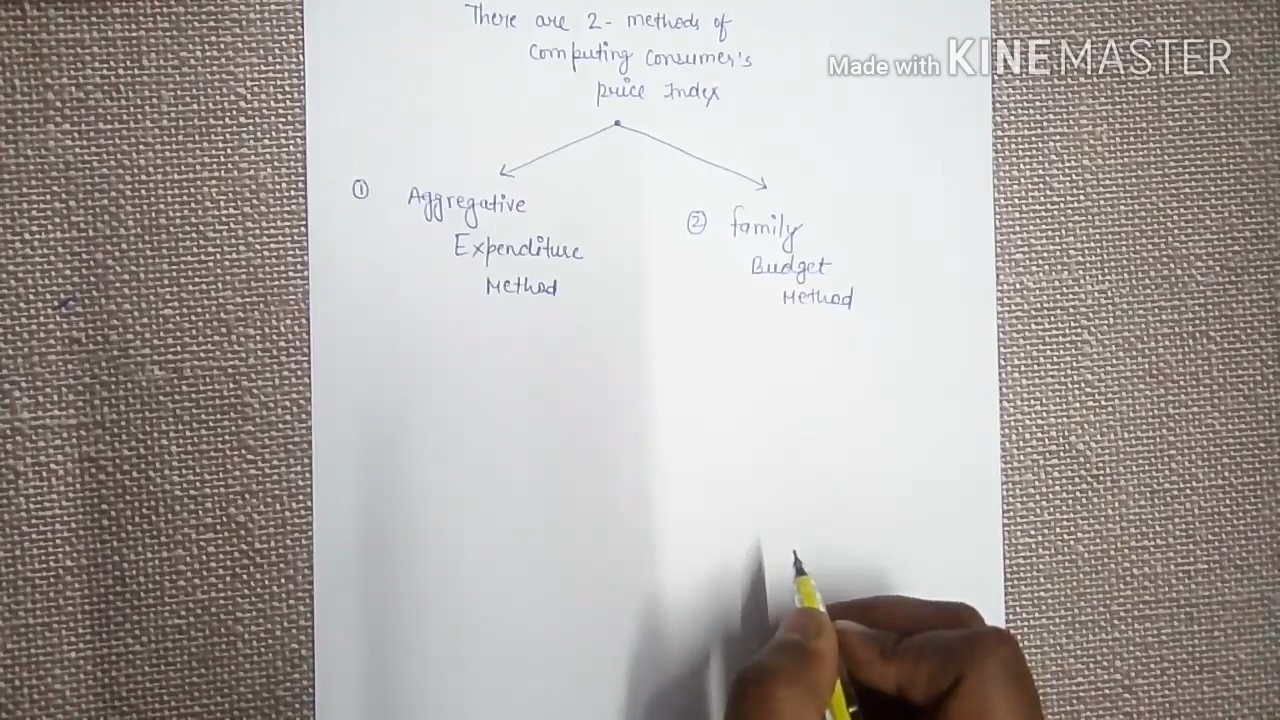 There are 2- methods of
computing consumer's
price Index
Made with KINEMASTER
① Aggregative
Expenditure
Method
② family
Budget
Method